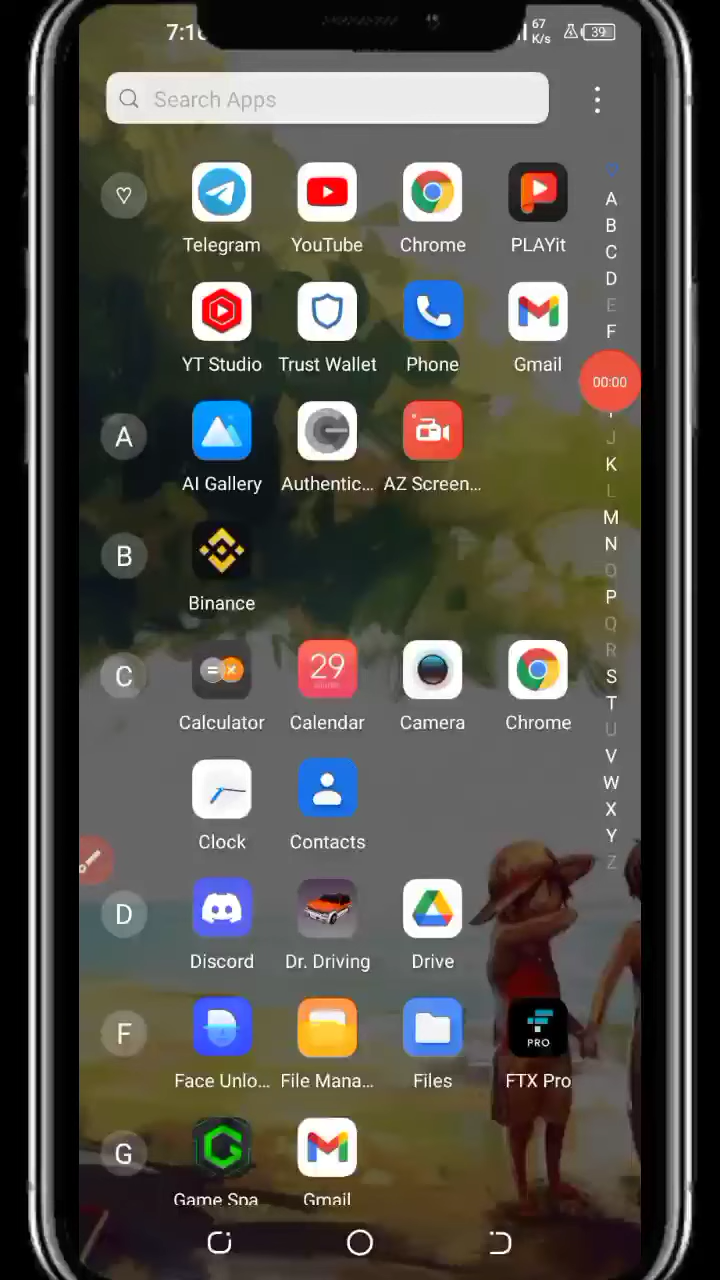 7:1
67
K/s
39
Search Apps
Telegram
YouTube
Chrome
PLAYit
YT Studio
Trust Wallet
Phone
Gmail
00:00
A
AI Gallery
Authentic...
AZ Screen...
B
Binance
C
29
Calculator
Calendar
Camera
Chrome
Clock
Contacts
D
Discord
Dr. Driving
Drive
F
PRO
Face Unlo...
File Mana...
Files
FTX Pro
G
Game Spa
Gmail
A
B
C
D
E
F
J
K
L
M
N
O
P
Q
R
S
T
U
V
W
X
Y
Z